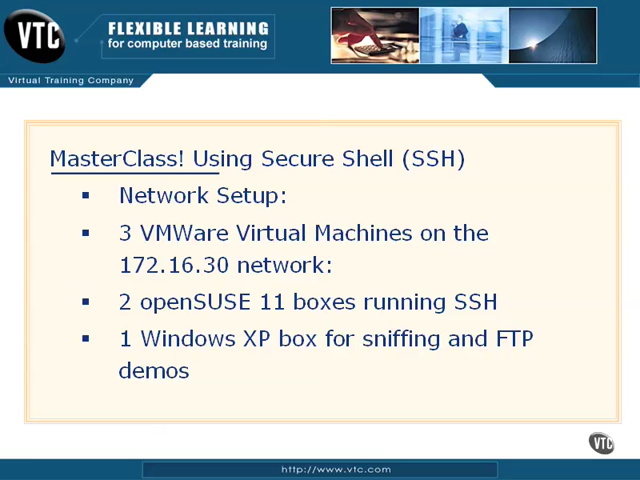 VTC
FLEXIBLE LEARNING
for computer based training
Virtual Training Company
MasterClass! Using Secure Shell (SSH)
▪ Network Setup:
▪ 3 VMWare Virtual Machines on the
172.16.30 network:
▪ 2 openSUSE 11 boxes running SSH
▪ 1 Windows XP box for sniffing and FTP
demos
VTC
http://www.vtc.com